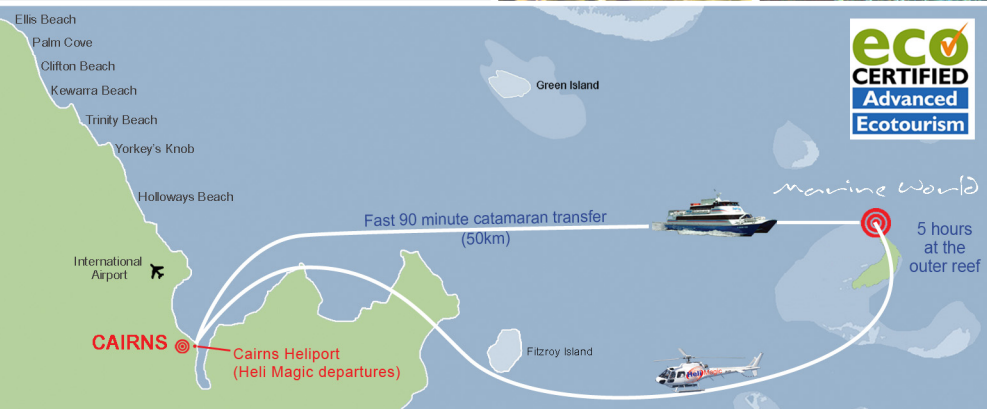 Ellis Beach
Palm Cove
Clifton Beach
Kewarra Beach
Trinity Beach
Yorkey's Knob
Holloways Beach
International
Airport
CAIRNS
Cairns Heliport
(Heli Magic departures)
Fast 90 minute catamaran transfer
(50km)
Green Island
Fitzroy Island
HeliMagic
eco
CERTIFIED
Advanced
Ecotourism
Marine World
5 hours
at the
outer reef